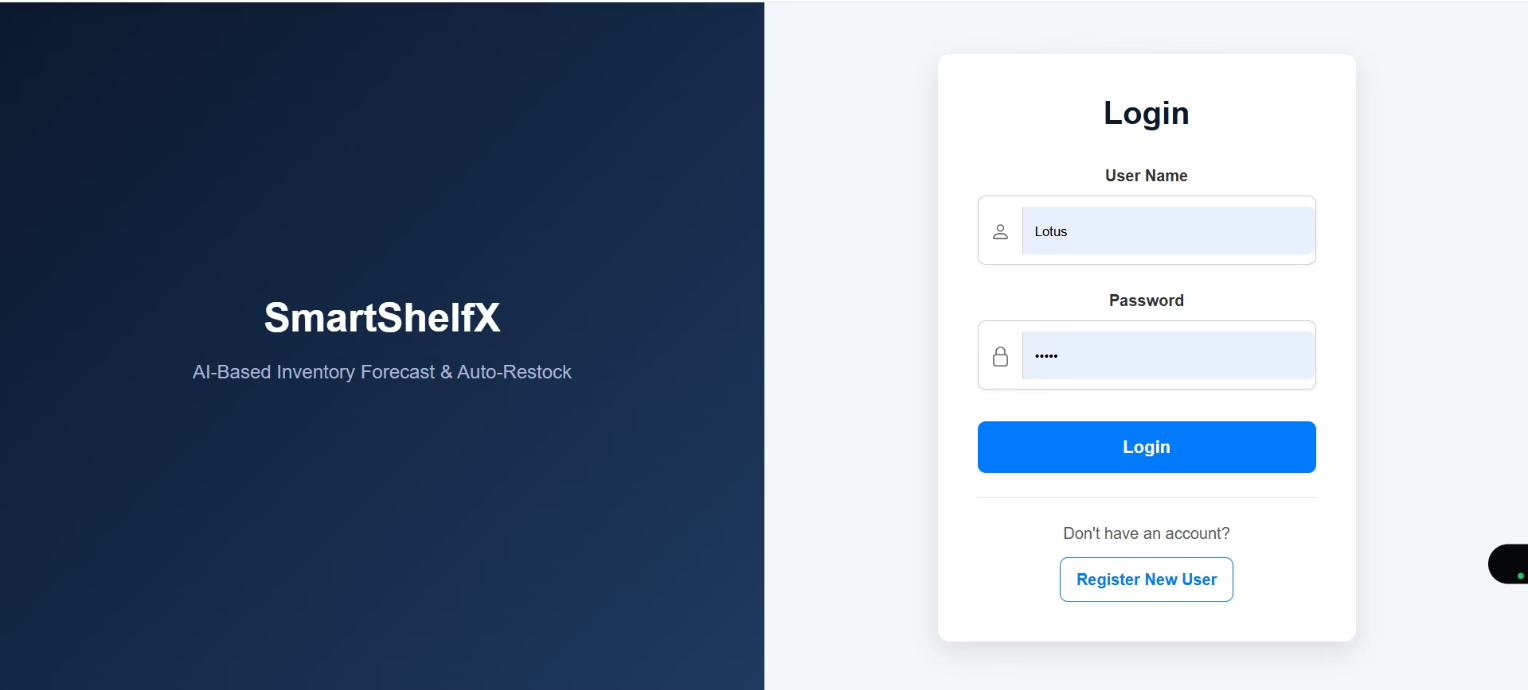 SmartShelfX
AI-Based Inventory Forecast & Auto-Restock
Login
User Name
Lotus
Password
•••••
Login
Don't have an account?
Register New User